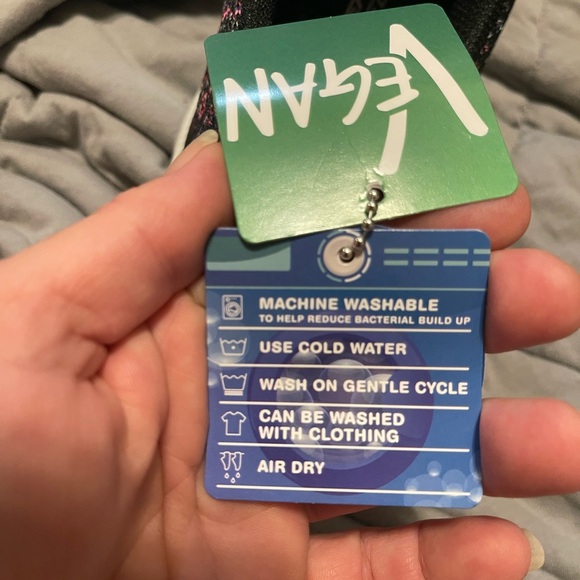 VEGAN
MACHINE WASHABLE
TO HELP REDUCE BACTERIAL BUILD UP
USE COLD WATER
WASH ON GENTLE CYCLE
CAN BE WASHED
WITH CLOTHING
AIR DRY